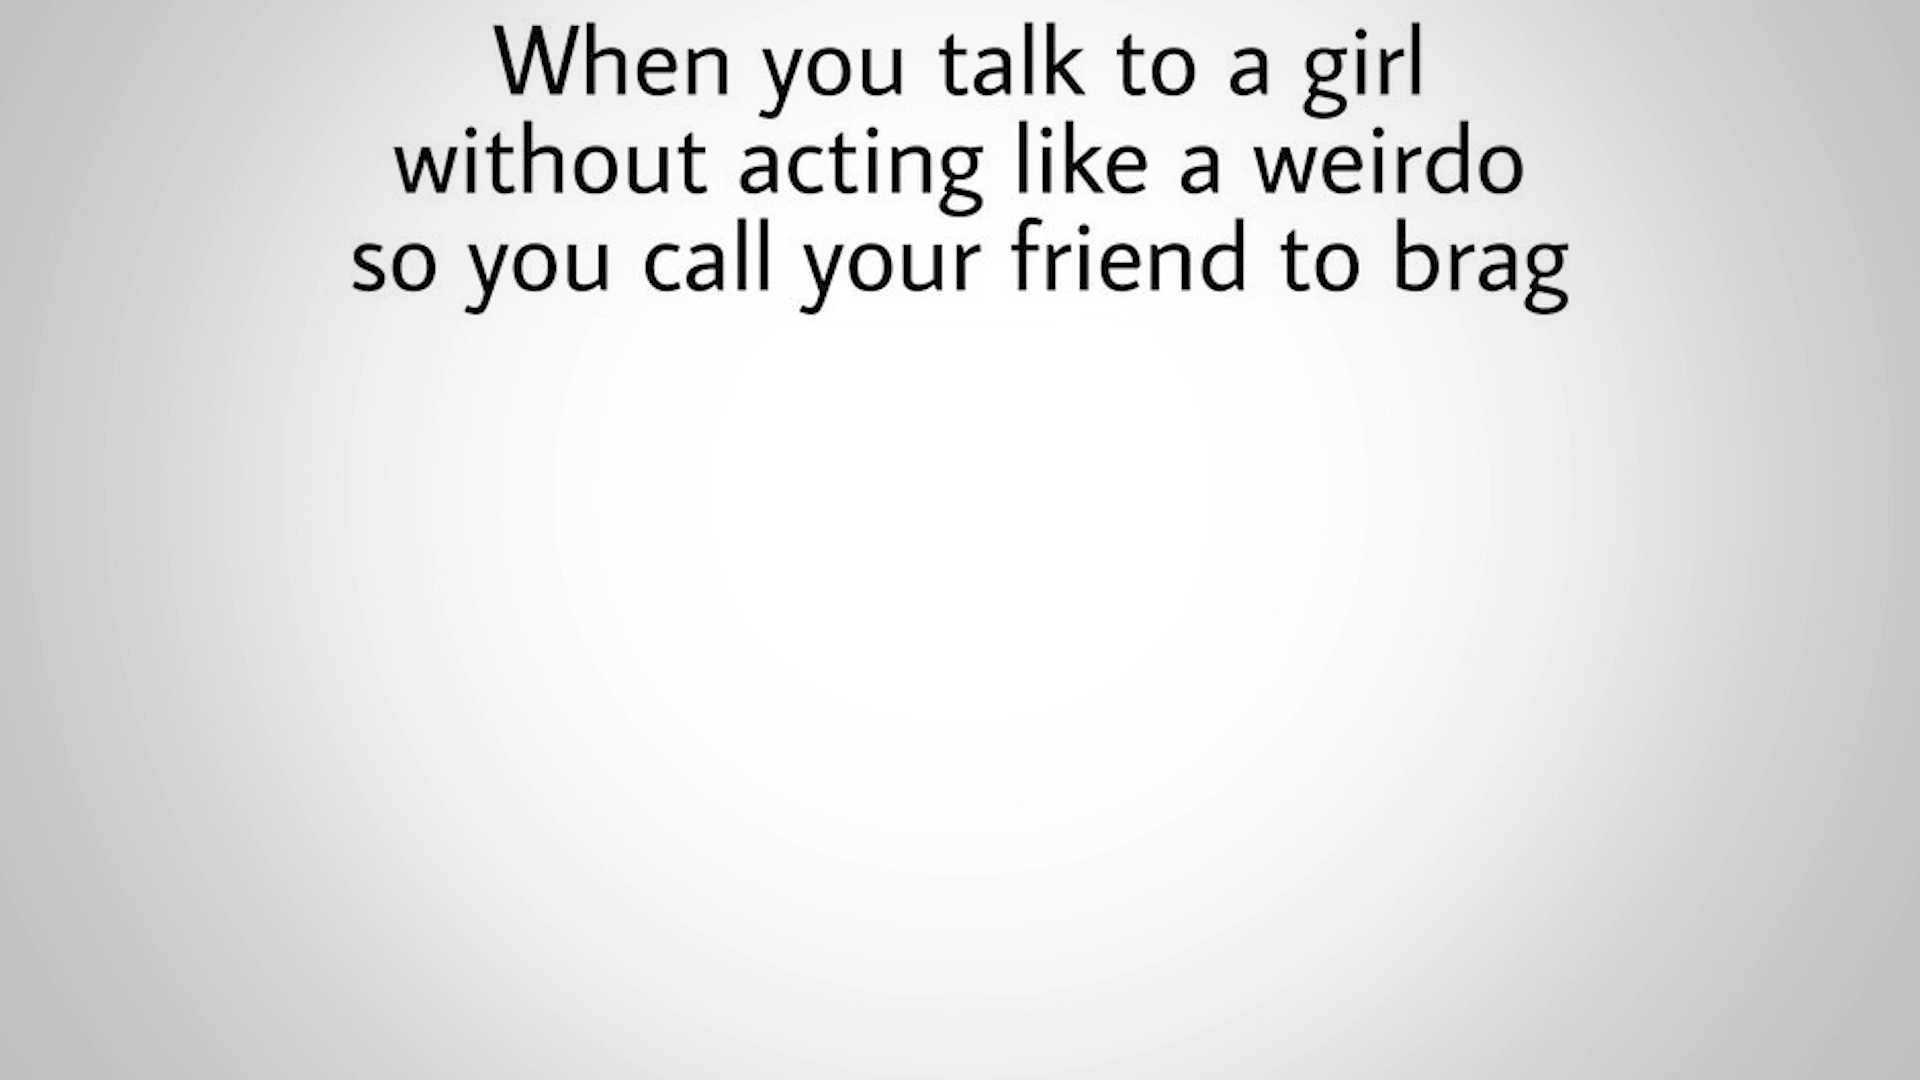 When you talk to a girl
without acting like a weirdo
so you call your friend to brag